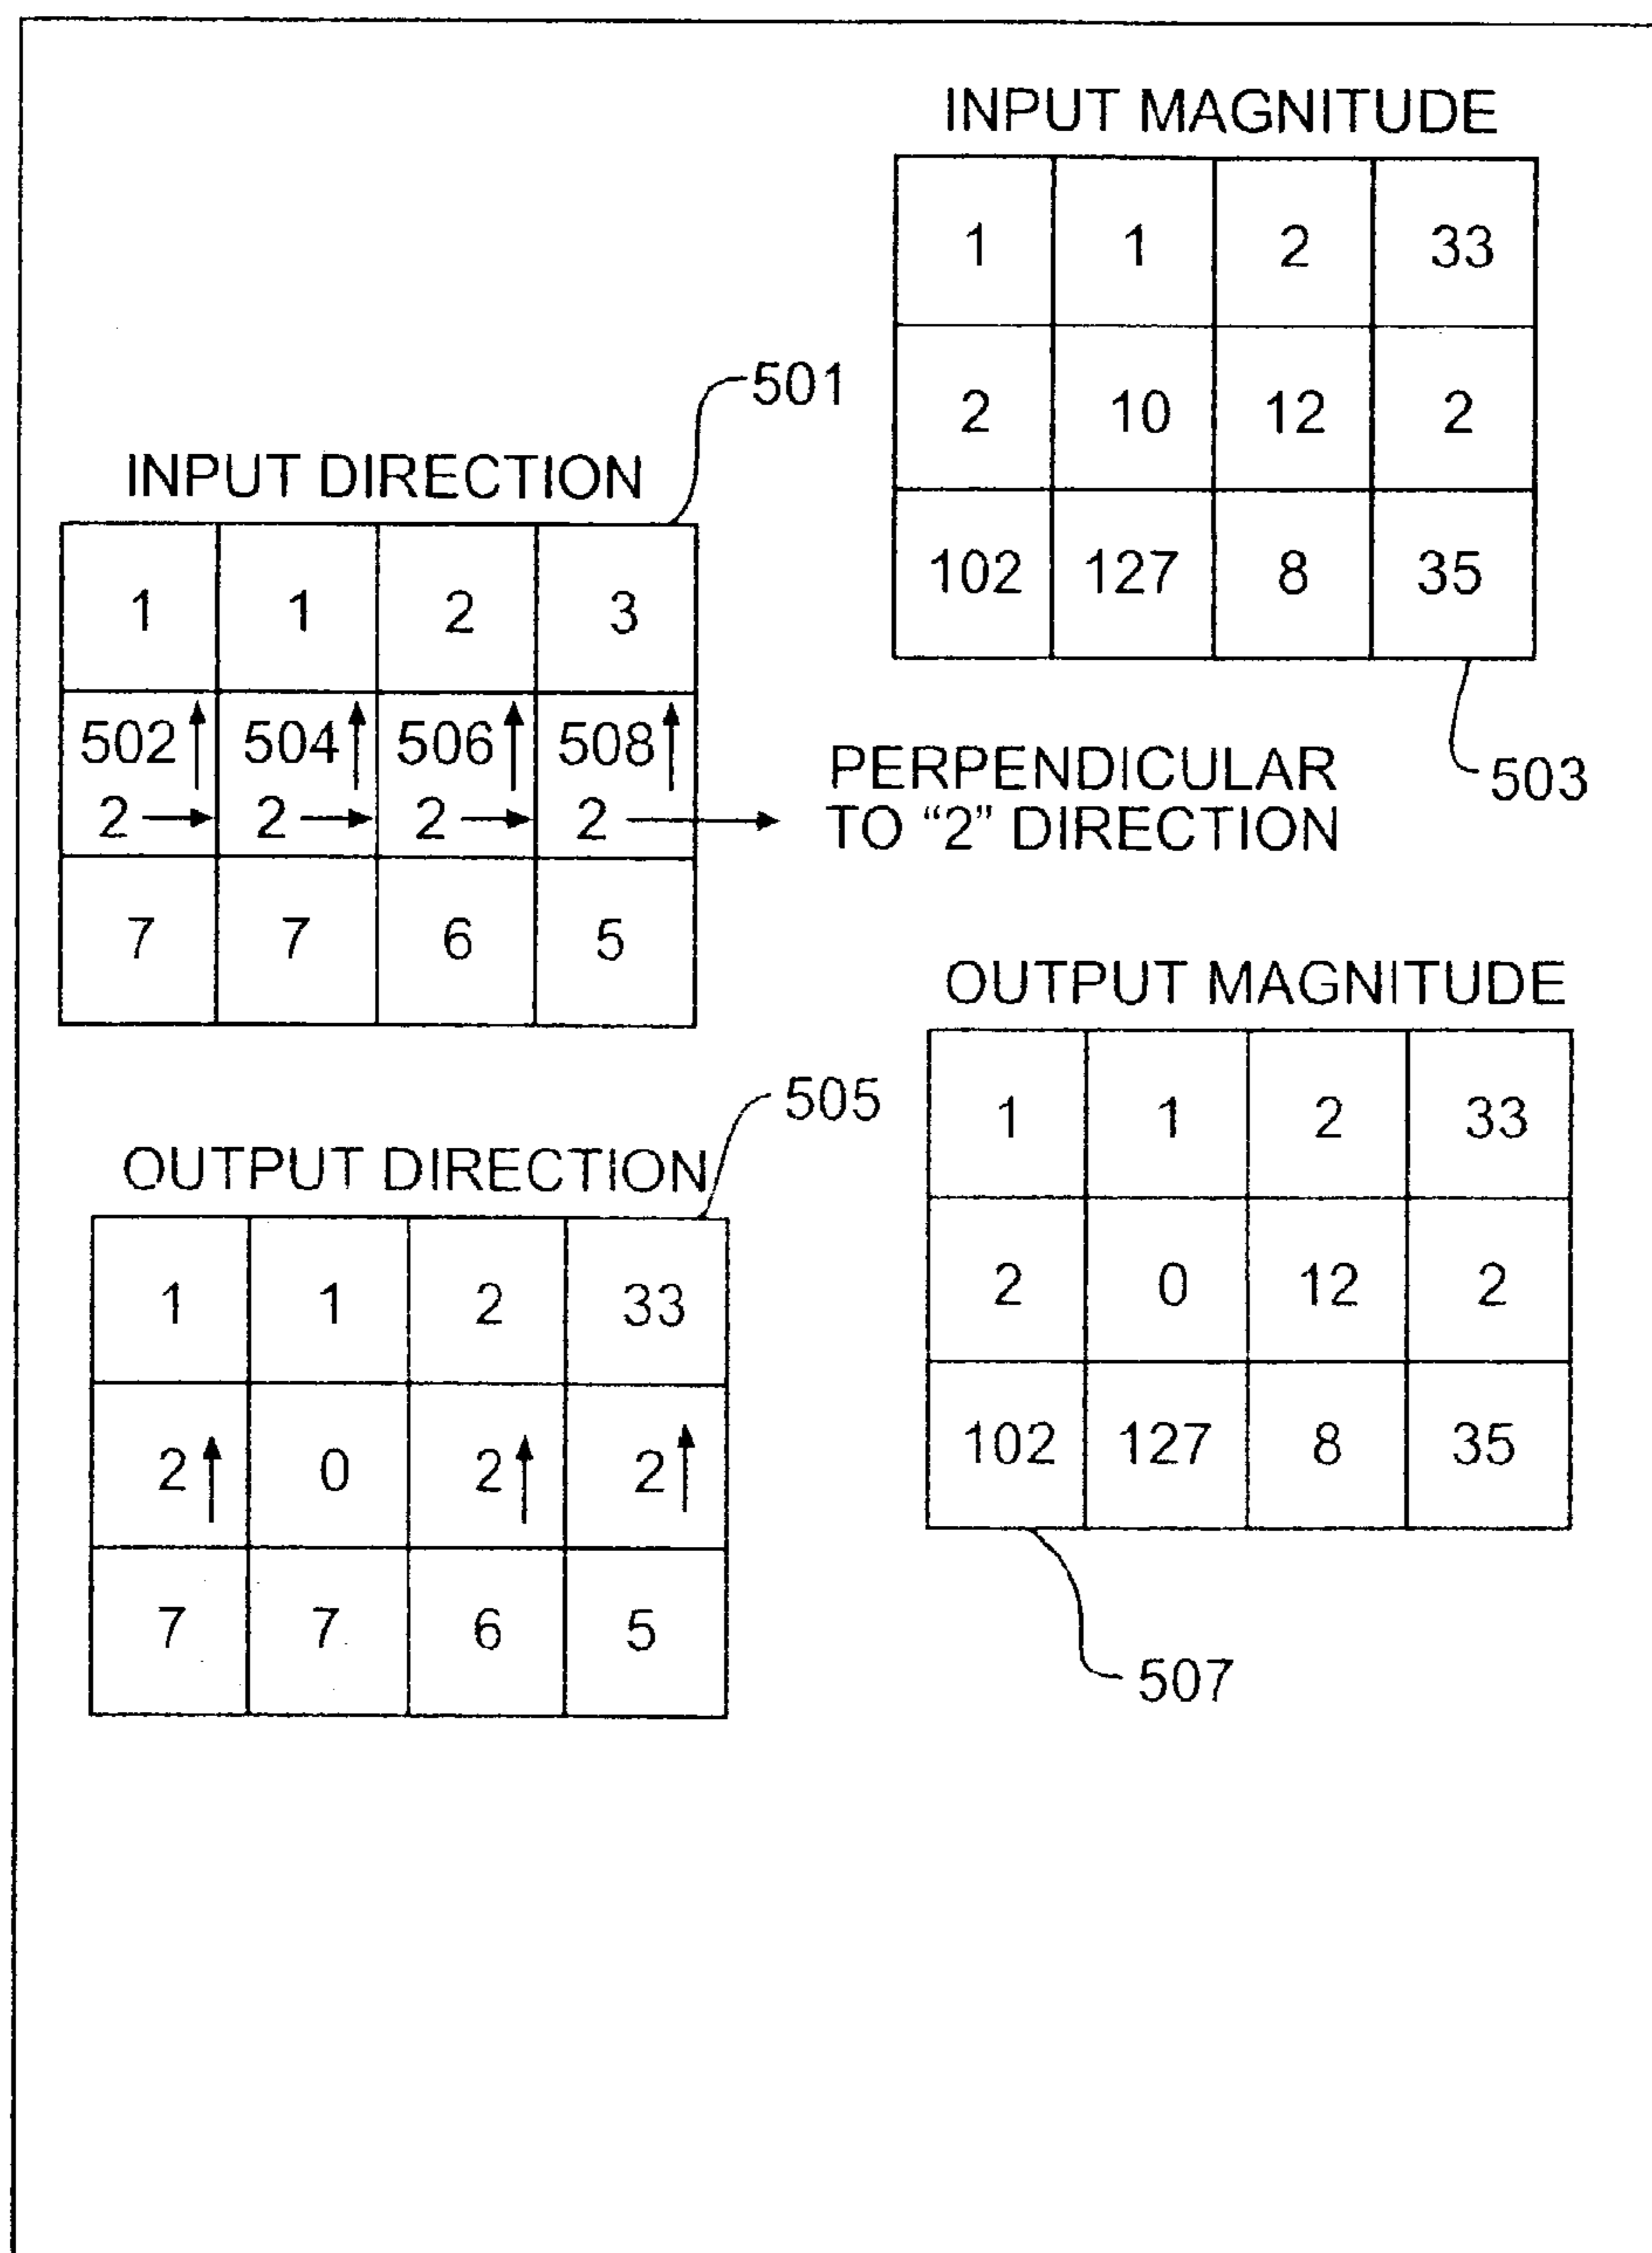 INPUT MAGNITUDE
1 1 2 33
2 10 12 2
102 127 8 35
503
501
INPUT DIRECTION
1 1 2 3
502 504 506 508
2 2 2 2
7 7 6 5
PERPENDICULAR
TO “2” DIRECTION
OUTPUT MAGNITUDE
1 1 2 33
2 0 12 2
102 127 8 35
507
505
OUTPUT DIRECTION
1 1 2 33
2 0 2 2
7 7 6 5